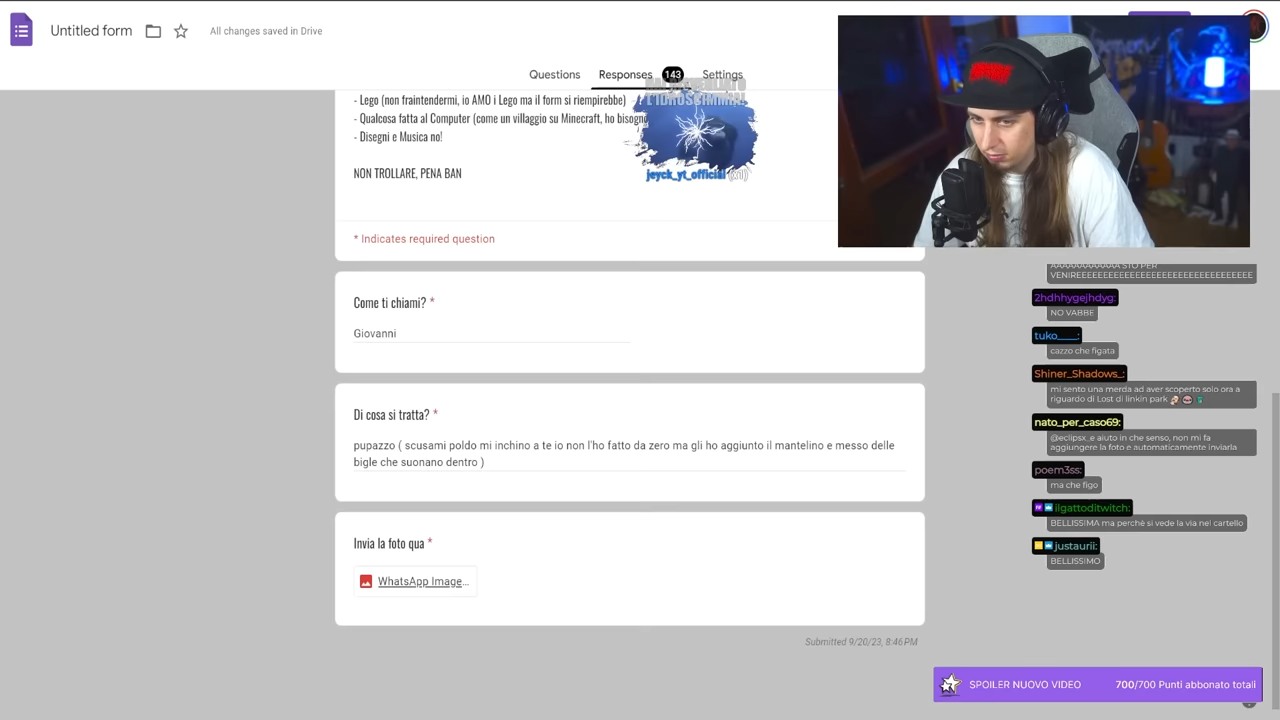 Untitled form
All changes saved in Drive
Questions
Responses
143
Settings
- Lego (non fraintendermi, io AMO i Lego ma il form si riempirebbe)
- Qualcosa fatta al Computer (come un villaggio su Minecraft, ho bisogno
- Disegni e Musica no!
NON TROLLARE, PENA BAN
L'IDROSCIMMIA!
jeyck_yt_official (x1)
* Indicates required question
Come ti chiami? *
Giovanni
Di cosa si tratta? *
pupazzo ( scusami poldo mi inchino a te io non l'ho fatto da zero ma gli ho aggiunto il mantelino e messo delle
bigle che suonano dentro )
Invia la foto qua *
WhatsApp Image...
Submitted 9/20/23, 8:46 PM
VENIREEEEEEEEEEEEEEEEEEEEEEEEEEEEEEEEE
2hdhhygejhdyg:
NO VABBE
tuko____:
cazzo che figata
Shiner_Shadows_:
mi sento una merda ad aver scoperto solo ora a
riguardo di Lost di linkin park
nato_per_caso69:
@eclipsx_e aiuto in che senso, non mi fa
aggiungere la foto e automaticamente inviarla
poem3ss:
ma che figo
ilgattoditwitch:
BELLISSIMA ma perchè si vede la via nel cartello
justaurii:
BELLISSIMO
SPOILER NUOVO VIDEO
700/700 Punti abbonato totali